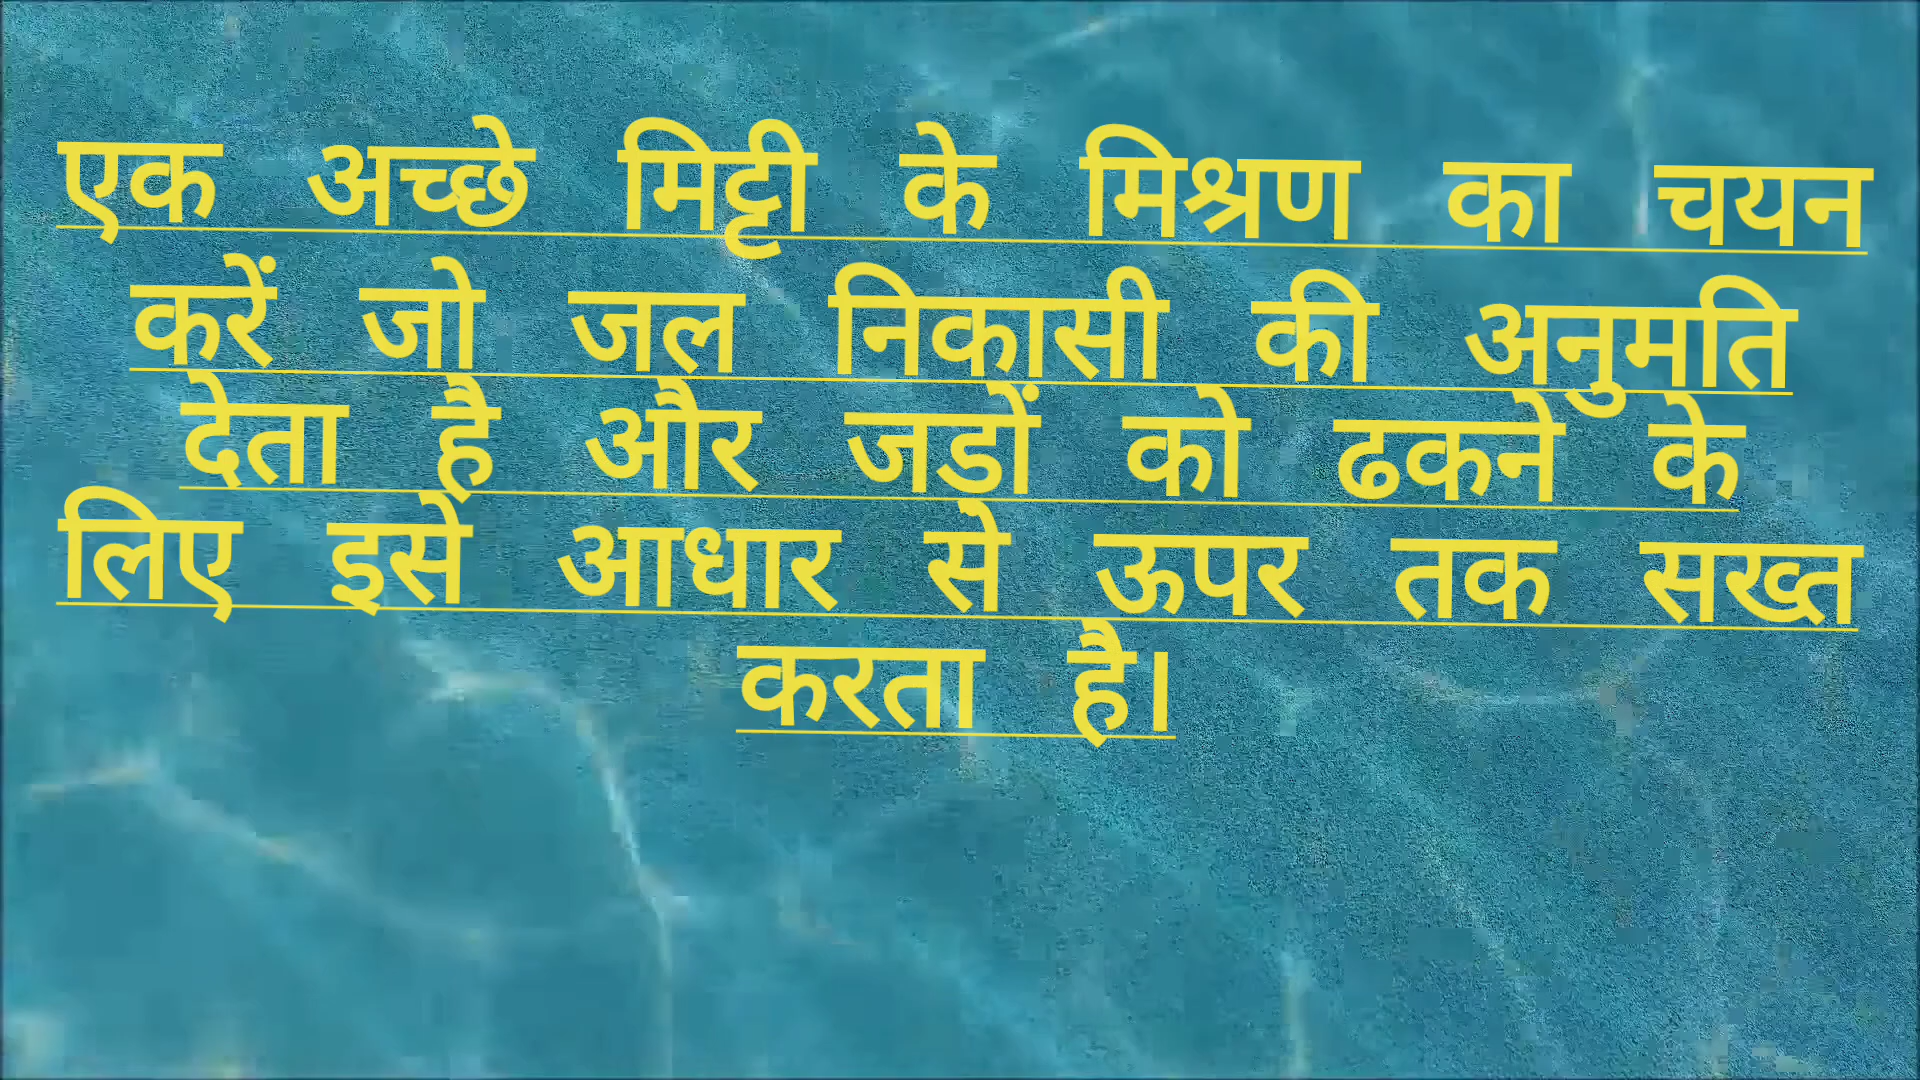 एक अच्छे मिट्टी के मिश्रण का चयन
करें जो जल निकासी की अनुमति
देता है और जडों को ढकने के
लिए इसे आधार से ऊपर तक सख्त
करता है।